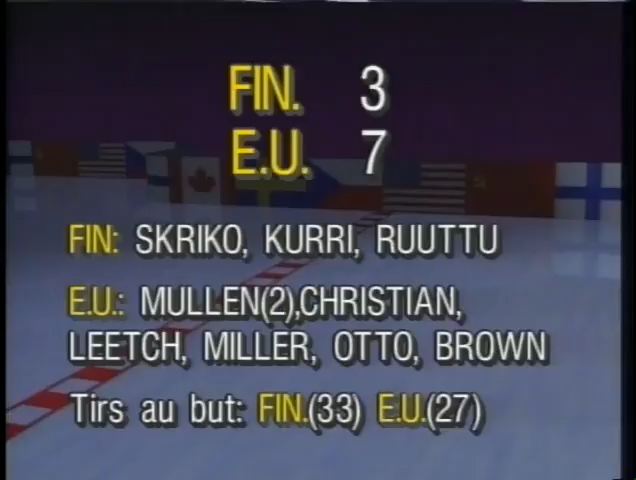 FIN. 3
E.U. 7
FIN: SKRIKO, KURRI, RUUTTU
E.U.: MULLEN(2),CHRISTIAN,
LEETCH, MILLER, OTTO, BROWN
Tirs au but: FIN.(33) E.U.(27)